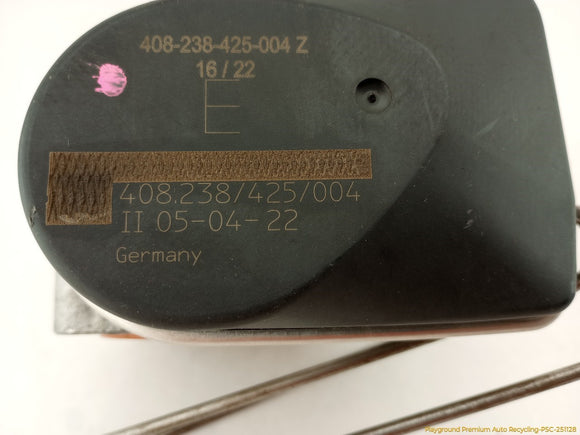 408-238-425-004 Z
16/22
E
408.238/425/004
II 05-04-22
Germany
Playground Premium Auto Recycling-PSC-251128